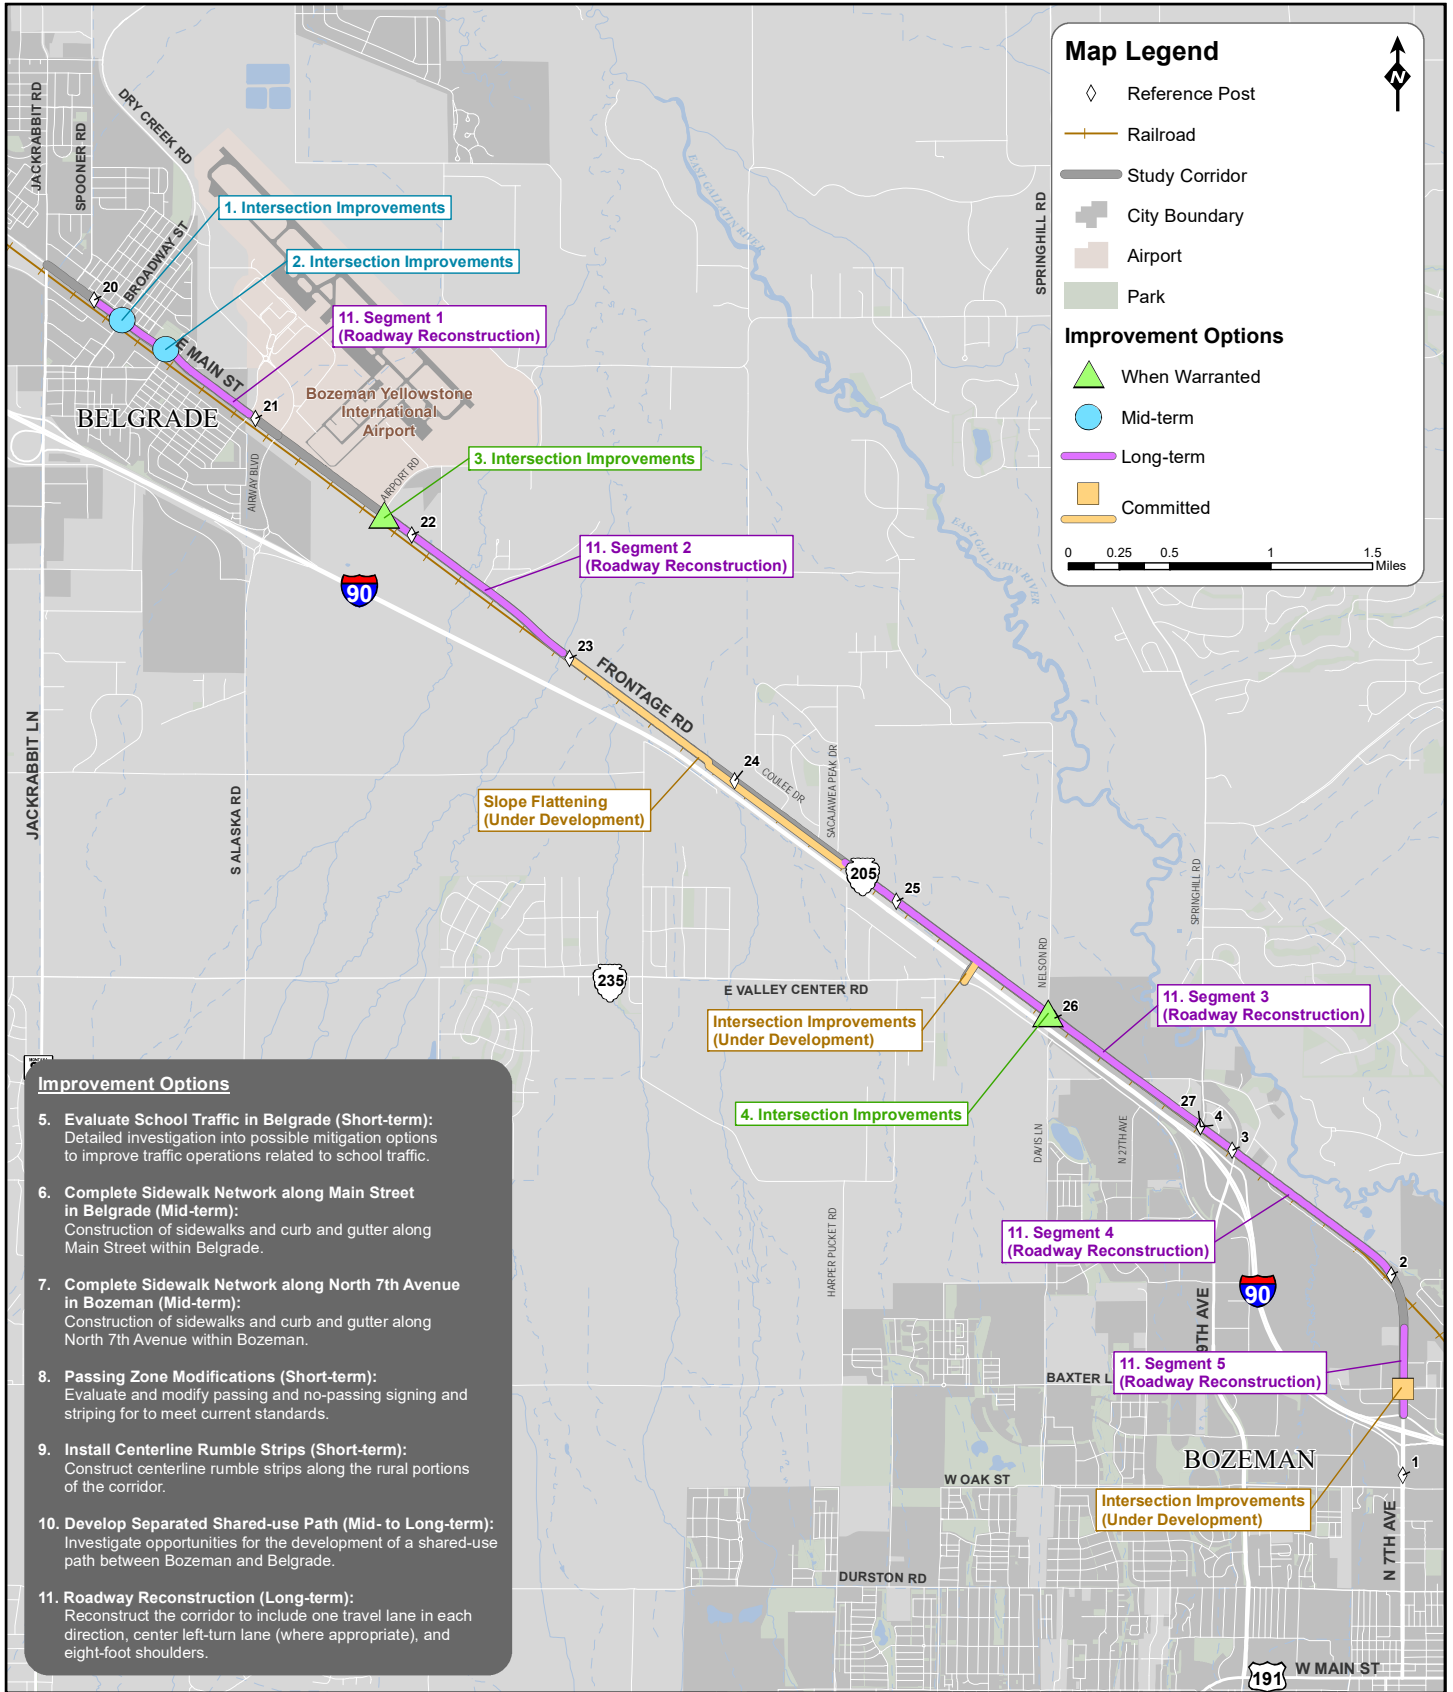 Map Legend
N
Reference Post
Railroad
Study Corridor
City Boundary
Airport
Park
Improvement Options
When Warranted
Mid-term
Long-term
Committed
0 0.25 0.5 1 1.5
Miles
JACKRABBIT RD
SPOONER RD
DRY CREEK RD
BROADWAY ST
1. Intersection Improvements
2. Intersection Improvements
11. Segment 1
(Roadway Reconstruction)
EAST GALLATIN RIVER
SPRINGHILL RD
20
E MAIN ST
21
BELGRADE
Bozeman Yellowstone
International
Airport
AIRWAY BLVD
AIRPORT RD
3. Intersection Improvements
22
11. Segment 2
(Roadway Reconstruction)
EAST GALLATIN RIVER
90
23
FRONTAGE RD
JACKRABBIT LN
S ALASKA RD
24
COULEE DR
SACAJAWEA PEAK DR
Slope Flattening
(Under Development)
205
25
SPRINGHILL RD
NELSON RD
235
E VALLEY CENTER RD
26
Intersection Improvements
(Under Development)
11. Segment 3
(Roadway Reconstruction)
4. Intersection Improvements
27
4
3
DAVIS LN
N 27TH AVE
HARPER PUCKET RD
11. Segment 4
(Roadway Reconstruction)
2
90
9TH AVE
11. Segment 5
(Roadway Reconstruction)
BAXTER L
BOZEMAN
1
W OAK ST
Intersection Improvements
(Under Development)
N 7TH AVE
DURSTON RD
W MAIN ST
191
MONTANA
Improvement Options
5. Evaluate School Traffic in Belgrade (Short-term):
Detailed investigation into possible mitigation options
to improve traffic operations related to school traffic.
6. Complete Sidewalk Network along Main Street
in Belgrade (Mid-term):
Construction of sidewalks and curb and gutter along
Main Street within Belgrade.
7. Complete Sidewalk Network along North 7th Avenue
in Bozeman (Mid-term):
Construction of sidewalks and curb and gutter along
North 7th Avenue within Bozeman.
8. Passing Zone Modifications (Short-term):
Evaluate and modify passing and no-passing signing and
striping for to meet current standards.
9. Install Centerline Rumble Strips (Short-term):
Construct centerline rumble strips along the rural portions
of the corridor.
10. Develop Separated Shared-use Path (Mid- to Long-term):
Investigate opportunities for the development of a shared-use
path between Bozeman and Belgrade.
11. Roadway Reconstruction (Long-term):
Reconstruct the corridor to include one travel lane in each
direction, center left-turn lane (where appropriate), and
eight-foot shoulders.